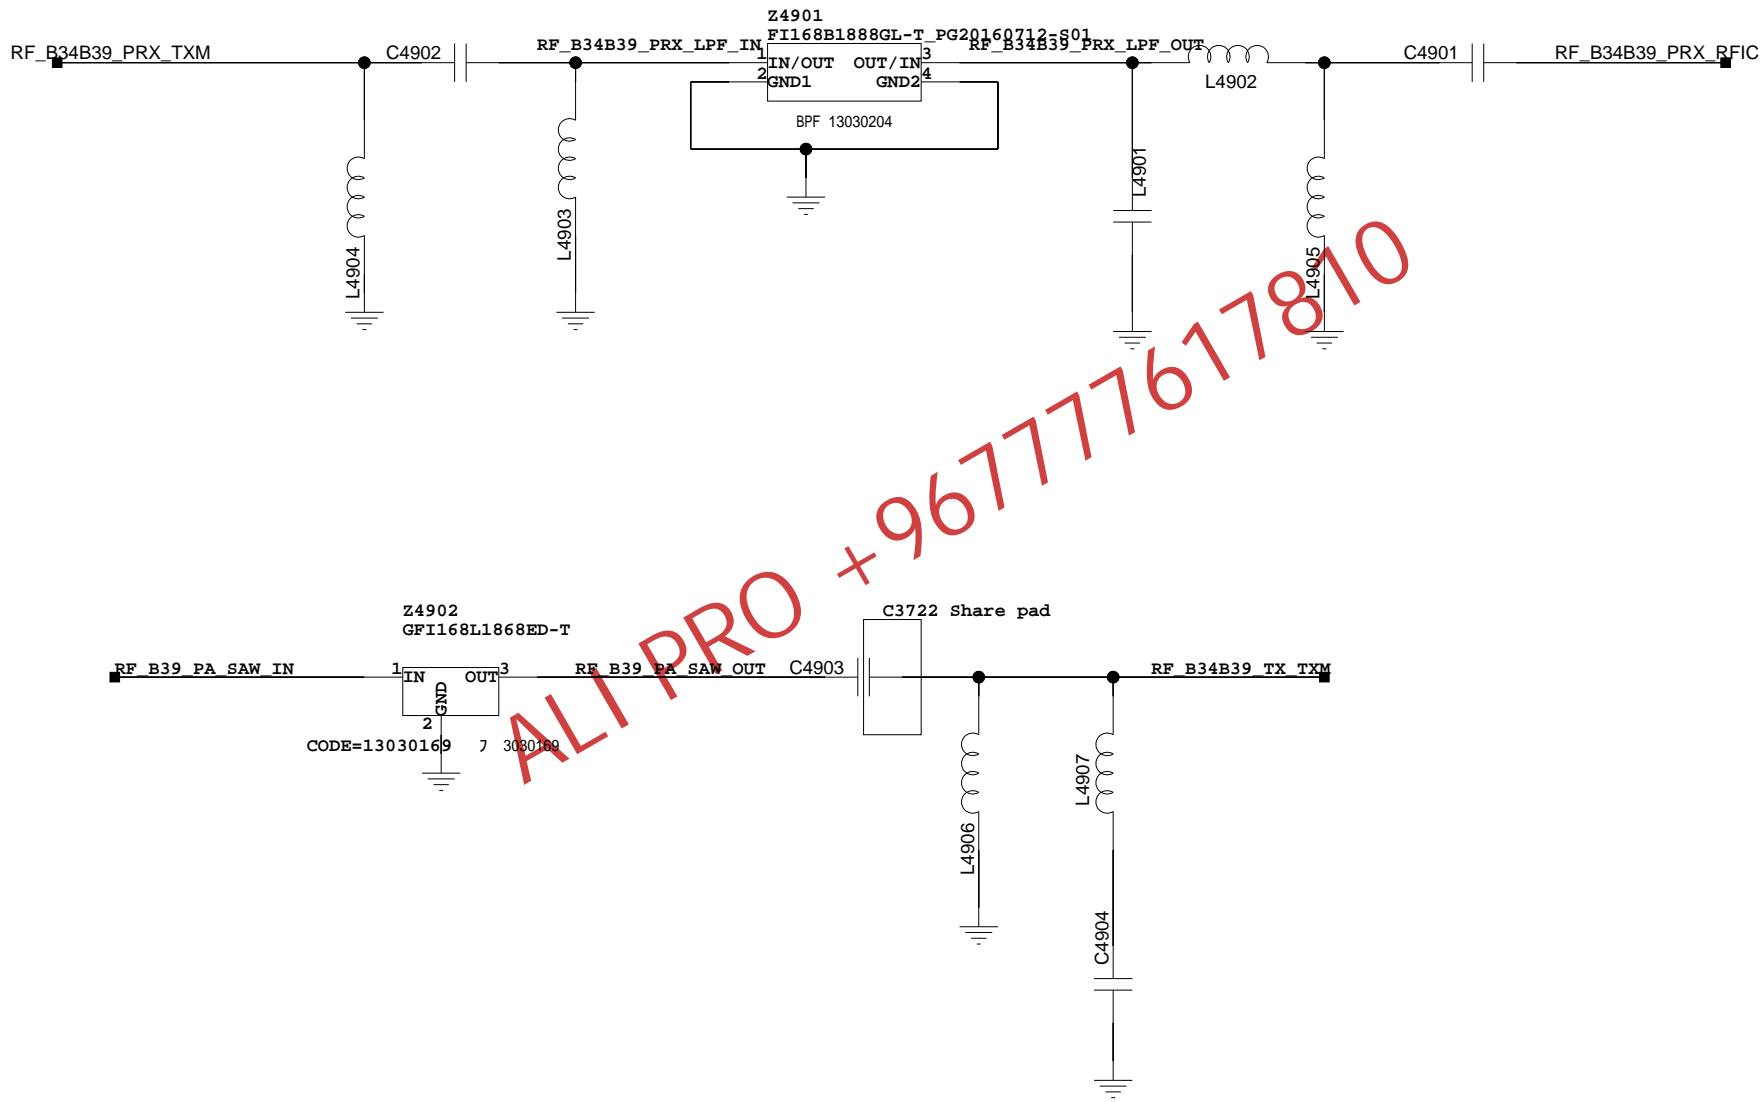 Z4901
FI168B1888GL-T_PG20160712-S01
RF_B34B39_PRX_TXM
C4902
RF_B34B39_PRX_LPF_IN
RF_B34B39_PRX_LPF_OUT
C4901
RF_B34B39_PRX_RFIC
1 IN/OUT OUT/IN 3
2 GND1 GND2 4
L4902
BPF 13030204
L4904
L4903
L4901
L4905
ALI PRO +967777617810
Z4902
GFI168L1868ED-T
C3722 Share pad
RF_B39_PA_SAW_IN
1 IN OUT 3
GND
2
RF_B39_PA_SAW_OUT
C4903
RF_B34B39_TX_TXM
CODE=13030169
3030169
L4906
L4907
C4904